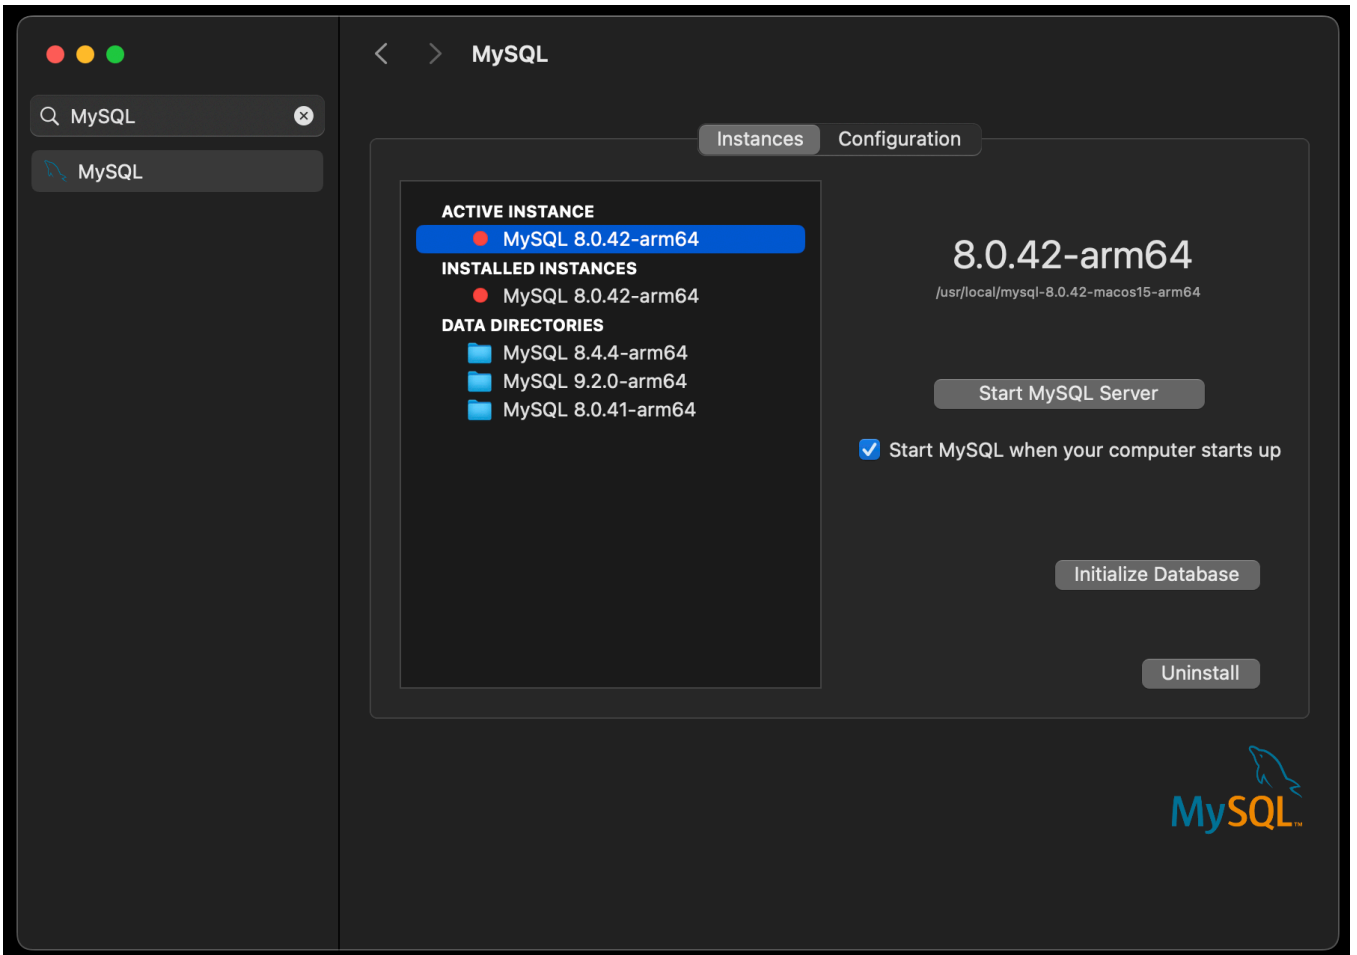 MySQL
MySQL
MySQL
Instances
Configuration
ACTIVE INSTANCE
MySQL 8.0.42-arm64
INSTALLED INSTANCES
MySQL 8.0.42-arm64
DATA DIRECTORIES
MySQL 8.4.4-arm64
MySQL 9.2.0-arm64
MySQL 8.0.41-arm64
8.0.42-arm64
/usr/local/mysql-8.0.42-macos15-arm64
Start MySQL Server
Start MySQL when your computer starts up
Initialize Database
Uninstall
MySQL™